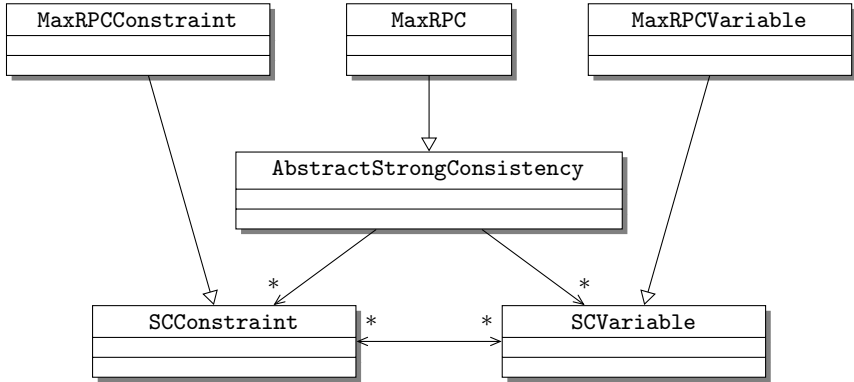 MaxRPCConstraint
MaxRPC
MaxRPCVariable
AbstractStrongConsistency
*
*
SCConstraint
*
*
SCVariable